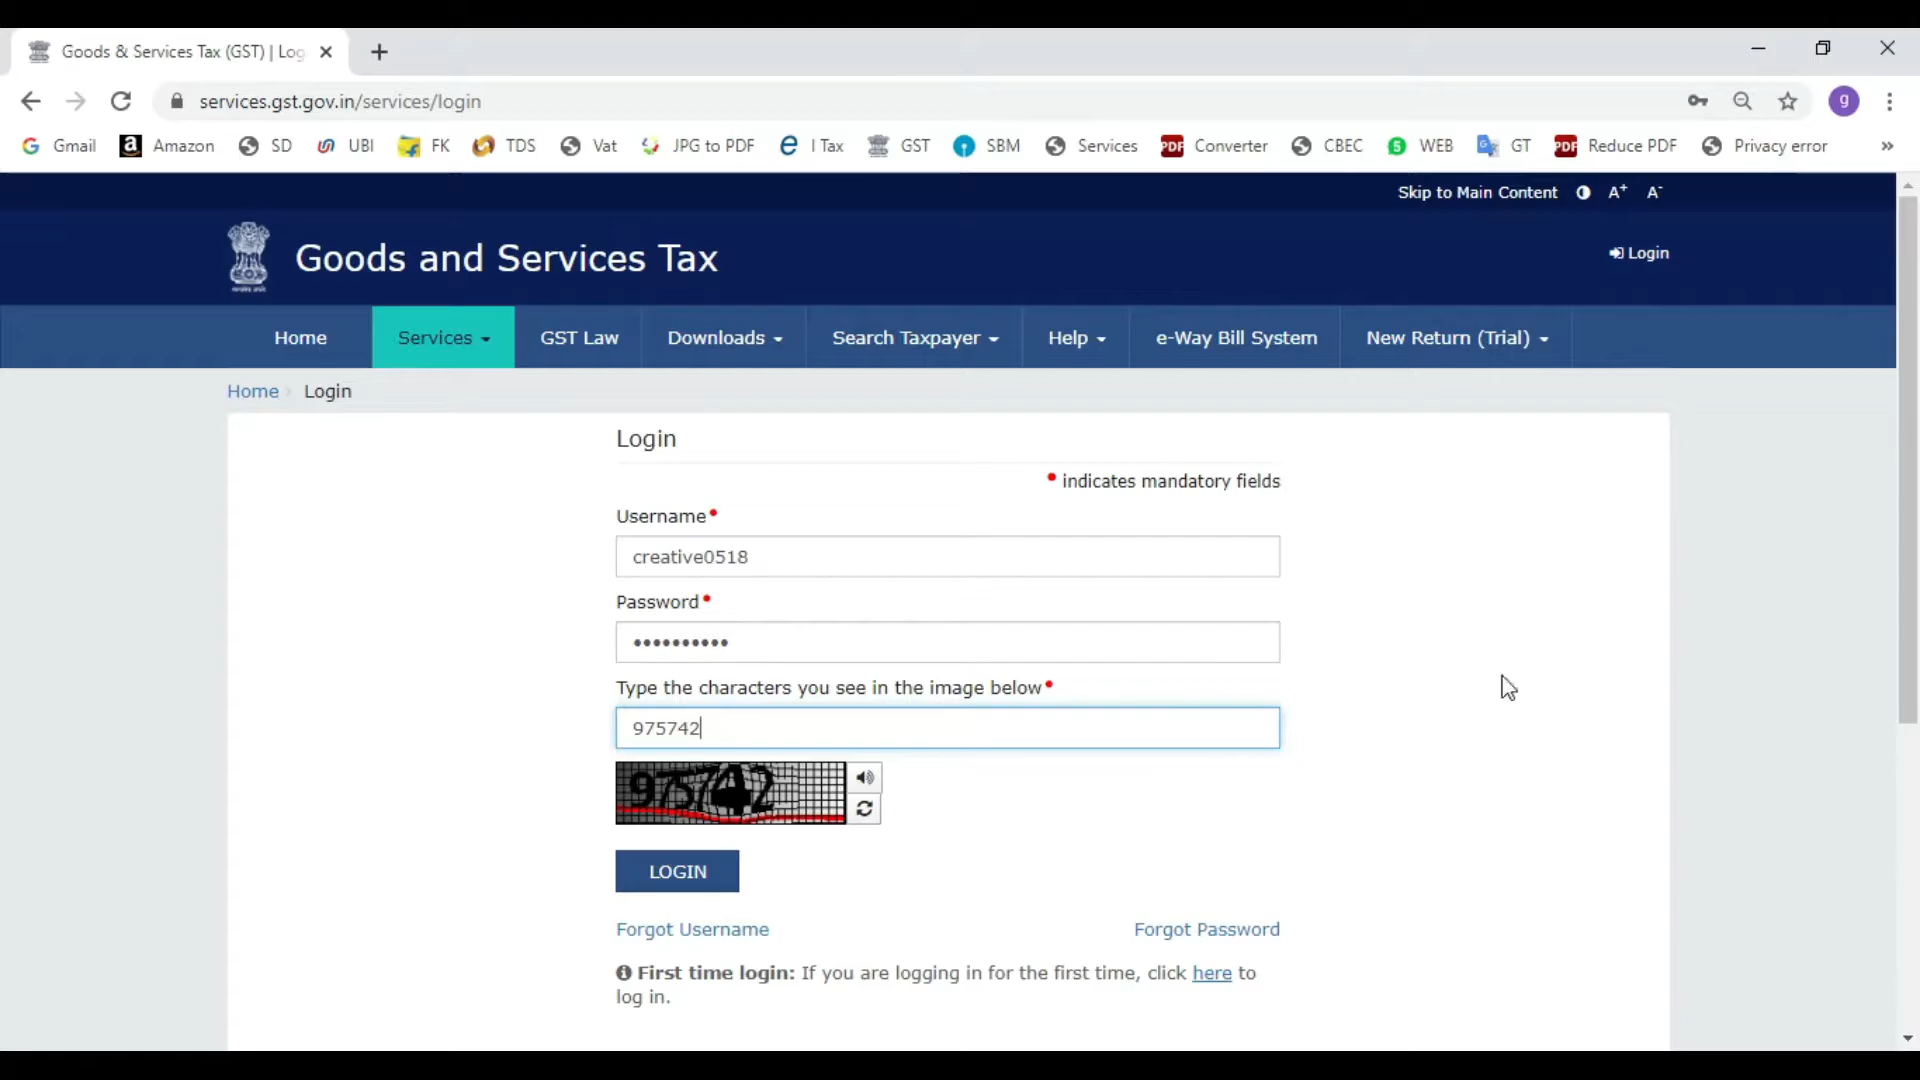 Goods & Services Tax (GST) | Log
services.gst.gov.in/services/login
g
Gmail Amazon SD UBI FK TDS Vat JPG to PDF I Tax GST SBM Services Converter CBEC WEB GT Reduce PDF Privacy error »
Skip to Main Content A+ A-
Goods and Services Tax
Login
Home Services GST Law Downloads Search Taxpayer Help e-Way Bill System New Return (Trial)
Home Login
Login
• indicates mandatory fields
Username•
creative0518
Password•
••••••••••
Type the characters you see in the image below•
975742
975742
LOGIN
Forgot Username Forgot Password
First time login: If you are logging in for the first time, click here to
log in.